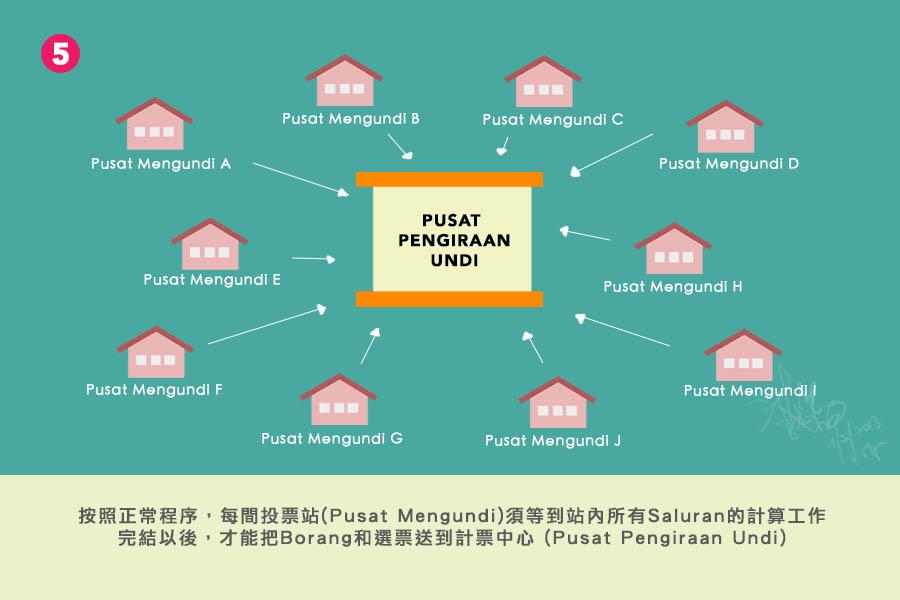 5
Pusat Mengundi B
Pusat Mengundi C
Pusat Mengundi A
Pusat Mengundi D
PUSAT
PENGIRAAN
UNDI
Pusat Mengundi E
Pusat Mengundi H
Pusat Mengundi F
Pusat Mengundi I
Pusat Mengundi G
Pusat Mengundi J
按照正常程序，每間投票站(Pusat Mengundi)須等到站內所有Saluran的計算工作
完結以後，才能把Borang和選票送到計票中心 (Pusat Pengiraan Undi)